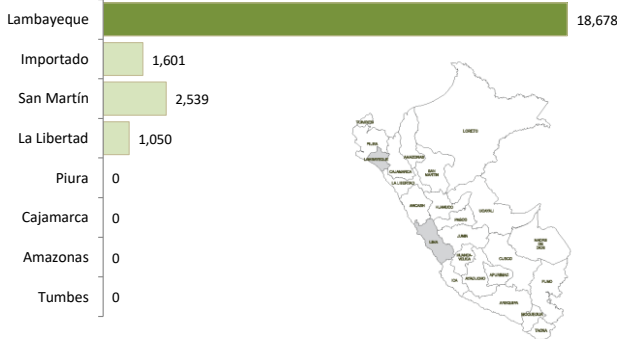 Lambayeque 18,678
Importado 1,601
San Martín 2,539
La Libertad 1,050
Piura 0
Cajamarca 0
Amazonas 0
Tumbes 0
TUMBES
PIURA
LORETO
LAMBAYEQUE
AMAZONAS
CAJAMARCA
SAN MARTIN
LA LIBERTAD
ANCASH
HUANUCO
UCAYALI
PASCO
LIMA
JUNIN
MADRE DE DIOS
HUANCAVELICA
CUSCO
ICA
AYACUCHO
APURIMAC
PUNO
AREQUIPA
MOQUEGUA
TACNA